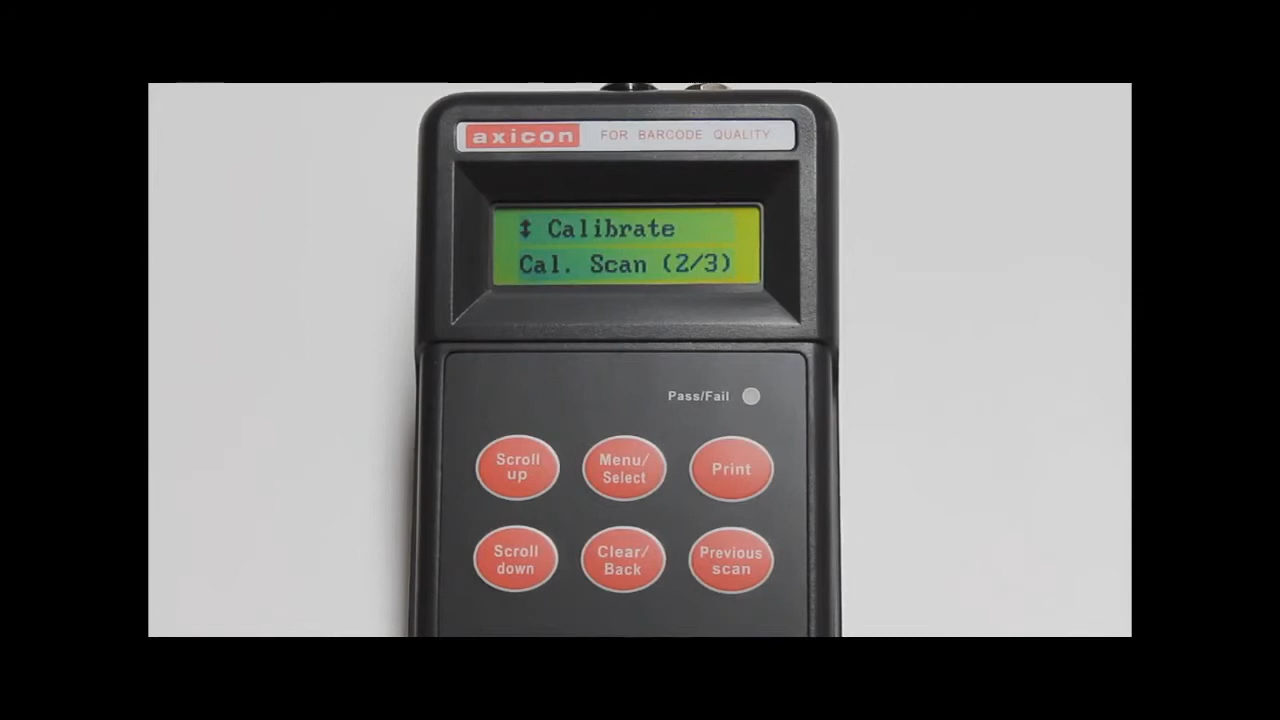 axicon FOR BARCODE QUALITY
↕ Calibrate
Cal. Scan (2/3)
Pass/Fail
Scroll up
Menu/Select
Print
Scroll down
Clear/Back
Previous scan